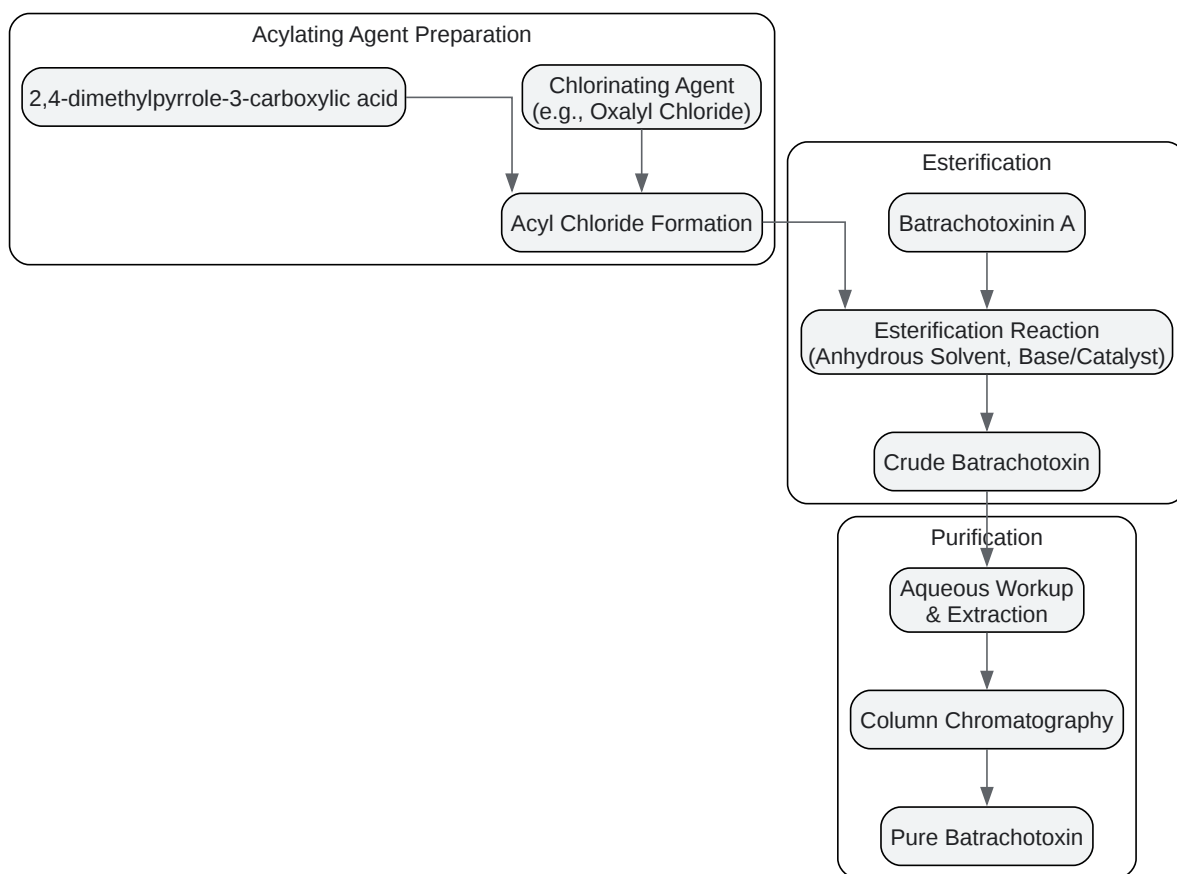 Acylating Agent Preparation
2,4-dimethylpyrrole-3-carboxylic acid
Chlorinating Agent
(e.g., Oxalyl Chloride)
Acyl Chloride Formation
Esterification
Batrachotoxinin A
Esterification Reaction
(Anhydrous Solvent, Base/Catalyst)
Crude Batrachotoxin
Purification
Aqueous Workup
& Extraction
Column Chromatography
Pure Batrachotoxin